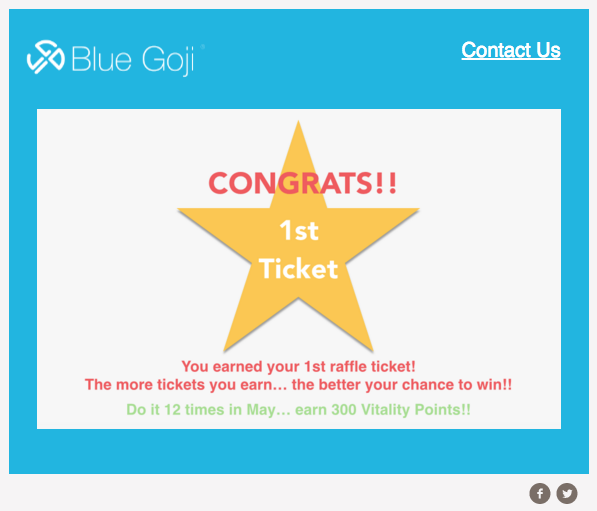 Blue Goji
Contact Us
CONGRATS!!
1st
Ticket
You earned your 1st raffle ticket!
The more tickets you earn... the better your chance to win!!
Do it 12 times in May... earn 300 Vitality Points!!